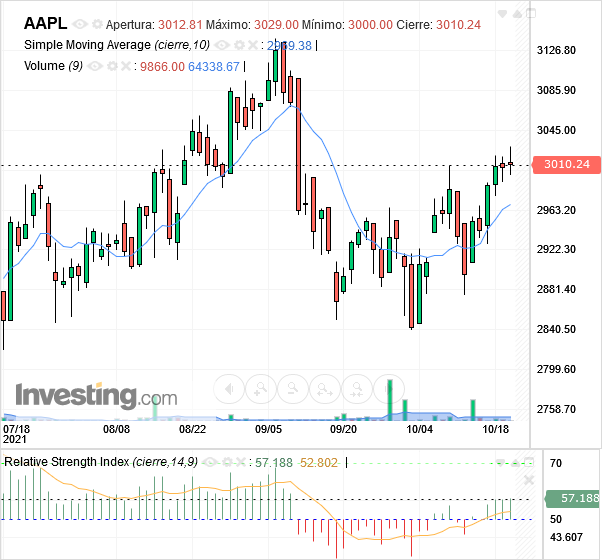 AAPL Apertura: 3012.81 Máximo: 3029.00 Mínimo: 3000.00 Cierre: 3010.24
Simple Moving Average (cierre,10) : 2969.38
Volume (9) : 9866.00 64338.67
3126.80
3085.90
3045.00
3010.24
2963.20
2922.30
2881.40
2840.50
2799.60
2758.70
Investing.com
07/18 08/08 08/22 09/05 09/20 10/04 10/18
2021
Relative Strength Index (cierre,14,9) : 57.188 52.802
70
57.188
50
43.607